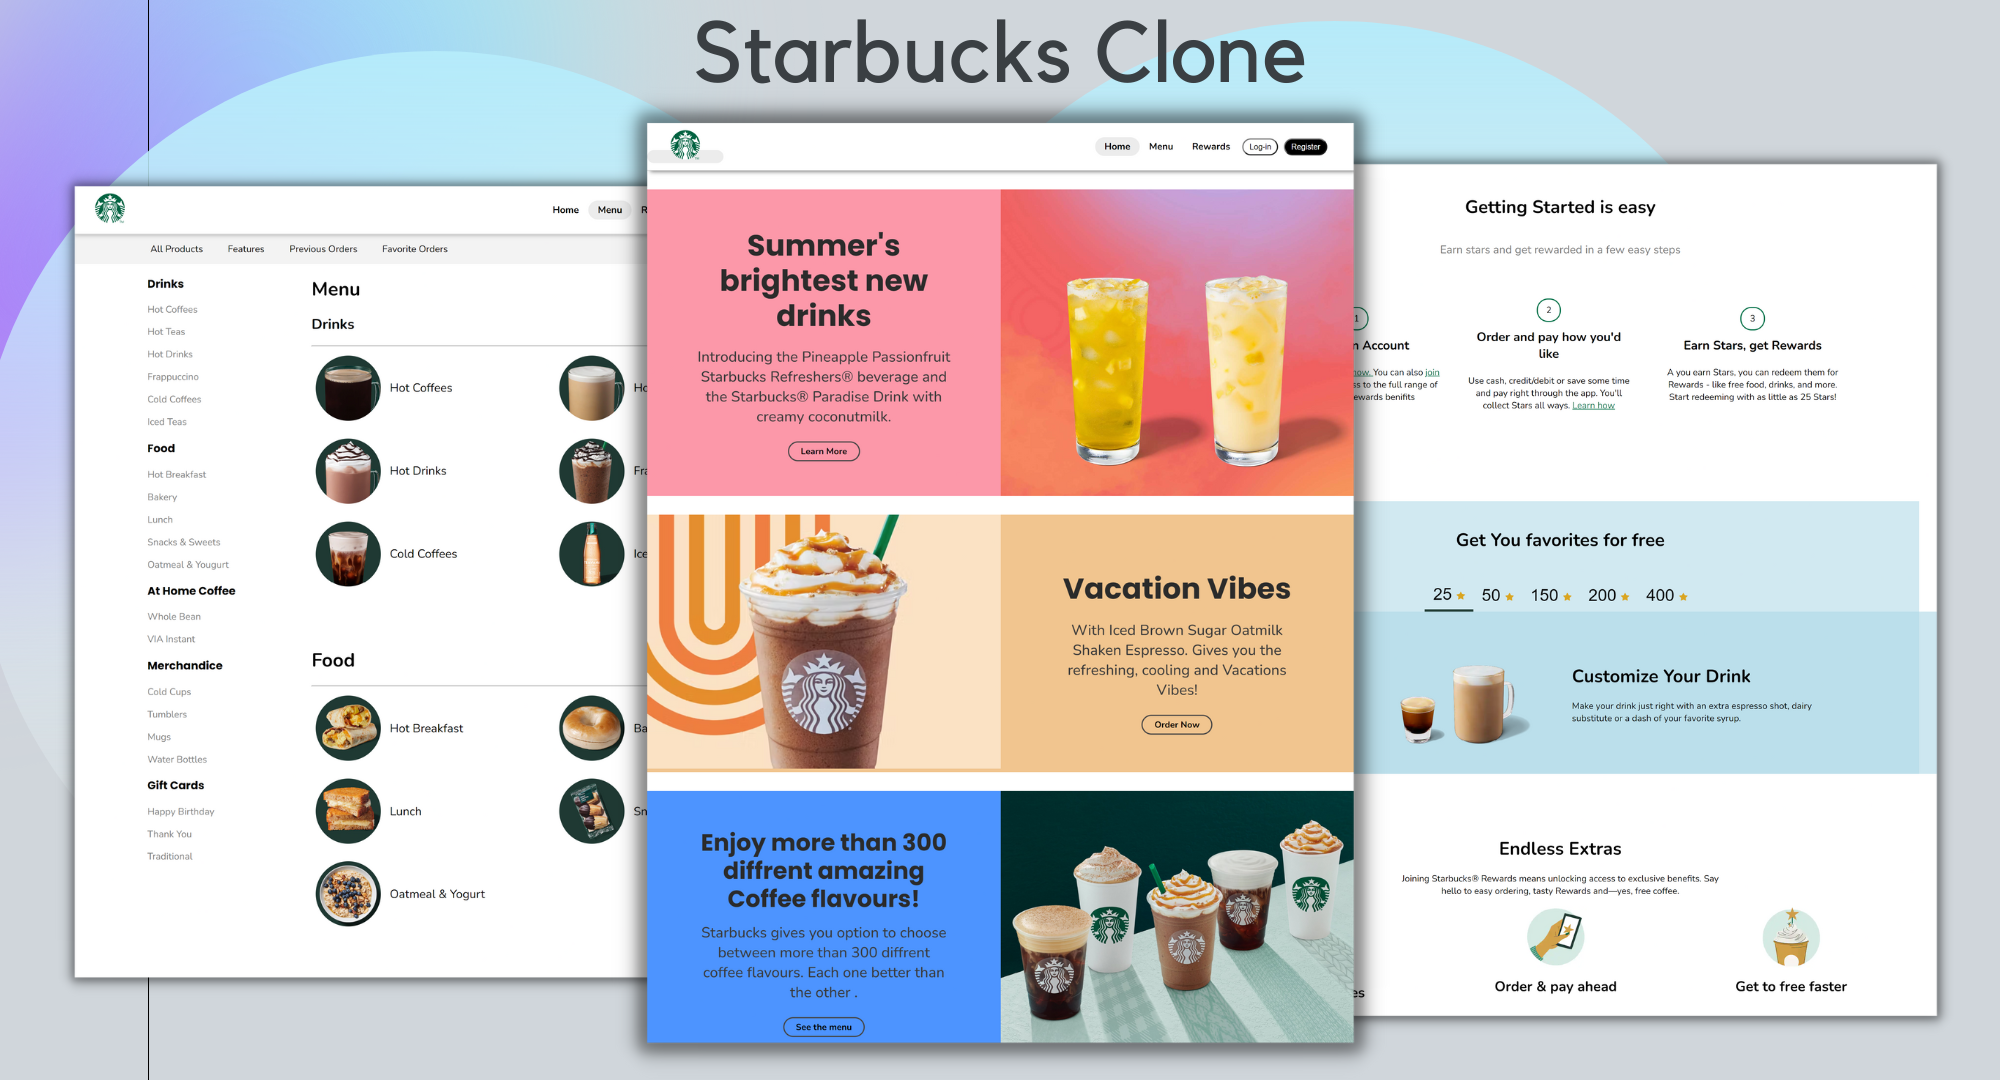 Starbucks Clone
Home Menu R
All Products Features Previous Orders Favorite Orders
Drinks
Hot Coffees
Hot Teas
Hot Drinks
Frappuccino
Cold Coffees
Iced Teas
Food
Hot Breakfast
Bakery
Lunch
Snacks & Sweets
Oatmeal & Yougurt
At Home Coffee
Whole Bean
VIA Instant
Merchandice
Cold Cups
Tumblers
Mugs
Water Bottles
Gift Cards
Happy Birthday
Thank You
Traditional
Menu
Drinks
Hot Coffees Ho
Hot Drinks Fra
Cold Coffees Ice
Food
Hot Breakfast Ba
Lunch Sn
Oatmeal & Yogurt
Home Menu Rewards Log-in Register
Summer's
brightest new
drinks
Introducing the Pineapple Passionfruit
Starbucks Refreshers® beverage and
the Starbucks® Paradise Drink with
creamy coconutmilk.
Learn More
Vacation Vibes
With Iced Brown Sugar Oatmilk
Shaken Espresso. Gives you the
refreshing, cooling and Vacations
Vibes!
Order Now
Enjoy more than 300
diffrent amazing
Coffee flavours!
Starbucks gives you option to choose
between more than 300 diffrent
coffee flavours. Each one better than
the other .
See the menu
Getting Started is easy
Earn stars and get rewarded in a few easy steps
1
n Account
now. You can also join
ss to the full range of
ewards benifits
2
Order and pay how you'd
like
Use cash, credit/debit or save some time
and pay right through the app. You'll
collect Stars all ways. Learn how
3
Earn Stars, get Rewards
A you earn Stars, you can redeem them for
Rewards - like free food, drinks, and more.
Start redeeming with as little as 25 Stars!
Get You favorites for free
25 50 150 200 400
Customize Your Drink
Make your drink just right with an extra espresso shot, dairy
substitute or a dash of your favorite syrup.
Endless Extras
Joining Starbucks® Rewards means unlocking access to exclusive benefits. Say
hello to easy ordering, tasty Rewards and—yes, free coffee.
es
Order & pay ahead
Get to free faster